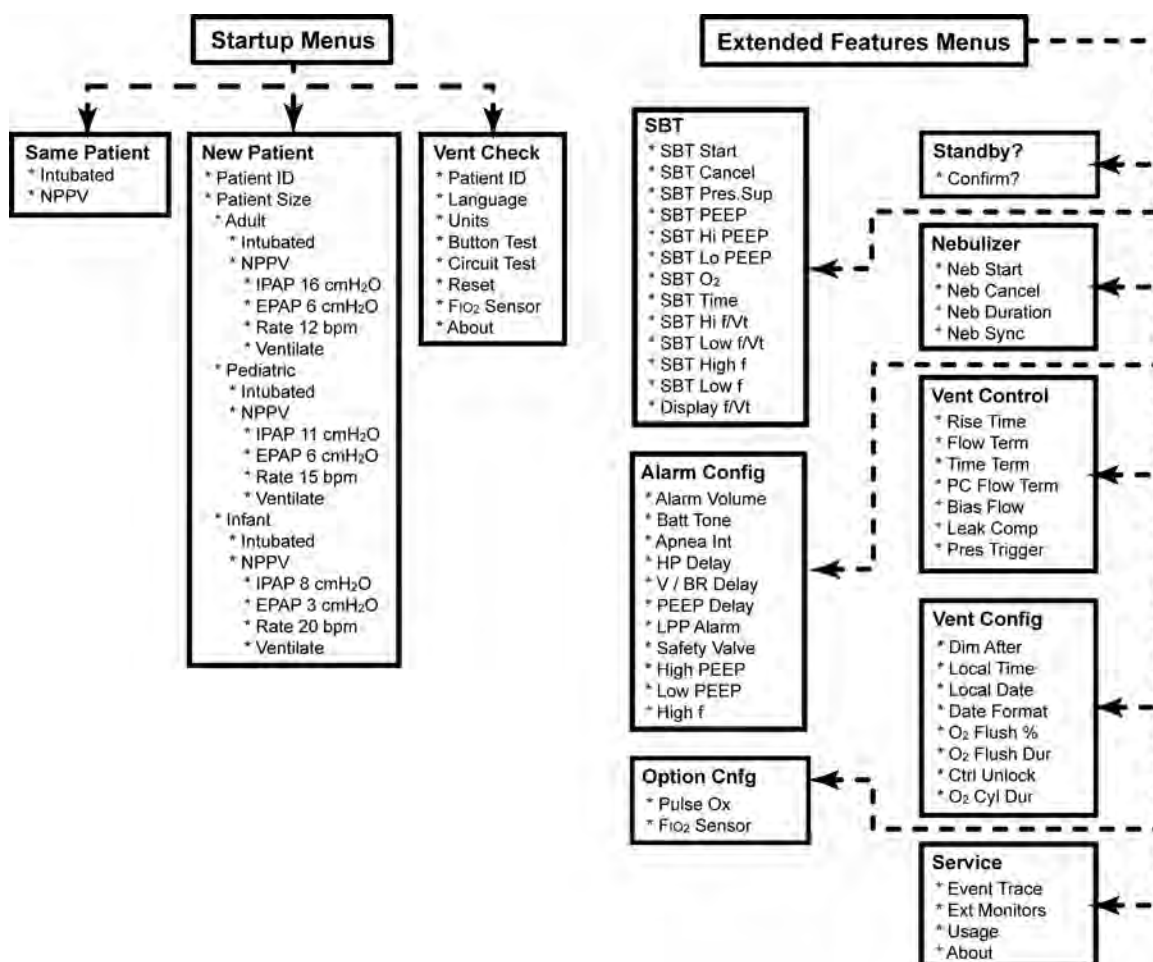 Startup Menus
Same Patient
* Intubated
* NPPV
New Patient
* Patient ID
* Patient Size
* Adult
* Intubated
* NPPV
* IPAP 16 cmH₂O
* EPAP 6 cmH₂O
* Rate 12 bpm
* Ventilate
* Pediatric
* Intubated
* NPPV
* IPAP 11 cmH₂O
* EPAP 6 cmH₂O
* Rate 15 bpm
* Ventilate
* Infant
* Intubated
* NPPV
* IPAP 8 cmH₂O
* EPAP 3 cmH₂O
* Rate 20 bpm
* Ventilate
Vent Check
* Patient ID
* Language
* Units
* Button Test
* Circuit Test
* Reset
* FIO₂ Sensor
* About
Extended Features Menus
SBT
* SBT Start
* SBT Cancel
* SBT Pres.Sup
* SBT PEEP
* SBT Hi PEEP
* SBT Lo PEEP
* SBT O₂
* SBT Time
* SBT Hi f/Vt
* SBT Low f/Vt
* SBT High f
* SBT Low f
* Display f/Vt
Alarm Config
* Alarm Volume
* Batt Tone
* Apnea Int
* HP Delay
* V / BR Delay
* PEEP Delay
* LPP Alarm
* Safety Valve
* High PEEP
* Low PEEP
* High f
Option Cnfg
* Pulse Ox
* FIO₂ Sensor
Standby?
* Confirm?
Nebulizer
* Neb Start
* Neb Cancel
* Neb Duration
* Neb Sync
Vent Control
* Rise Time
* Flow Term
* Time Term
* PC Flow Term
* Bias Flow
* Leak Comp
* Pres Trigger
Vent Config
* Dim After
* Local Time
* Local Date
* Date Format
* O₂ Flush %
* O₂ Flush Dur
* Ctrl Unlock
* O₂ Cyl Dur
Service
* Event Trace
* Ext Monitors
* Usage
* About